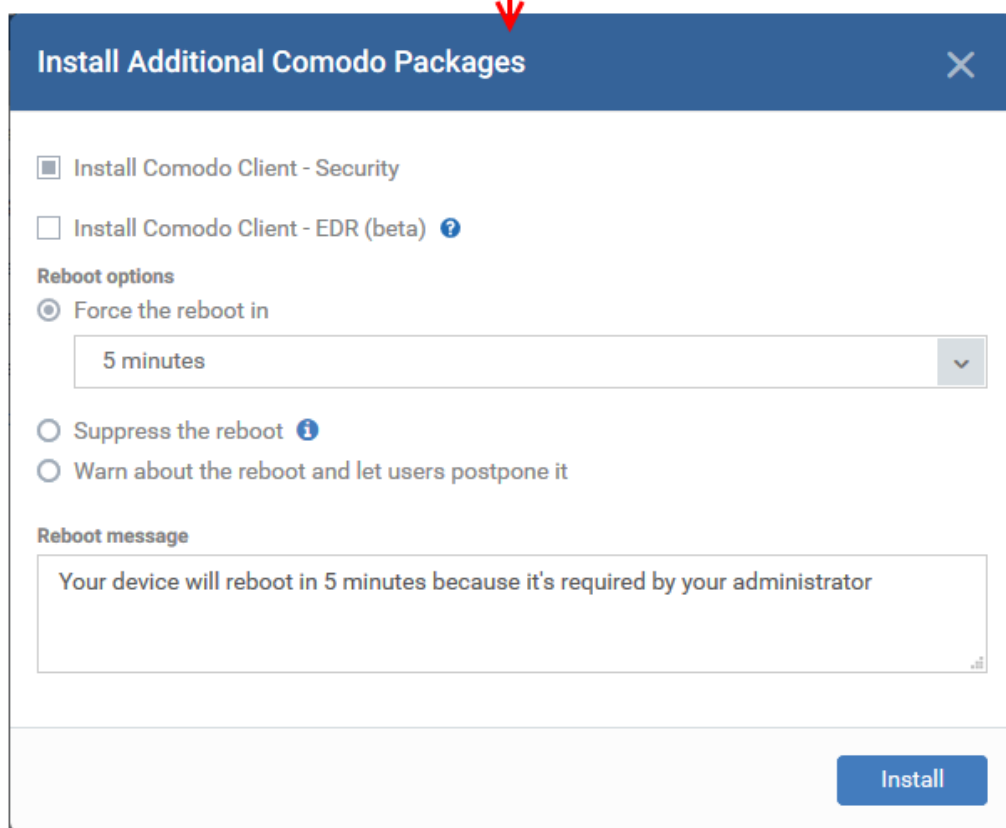 Install Additional Comodo Packages
Install Comodo Client - Security
Install Comodo Client - EDR (beta)
Reboot options
Force the reboot in
5 minutes
Suppress the reboot
Warn about the reboot and let users postpone it
Reboot message
Your device will reboot in 5 minutes because it's required by your administrator
Install